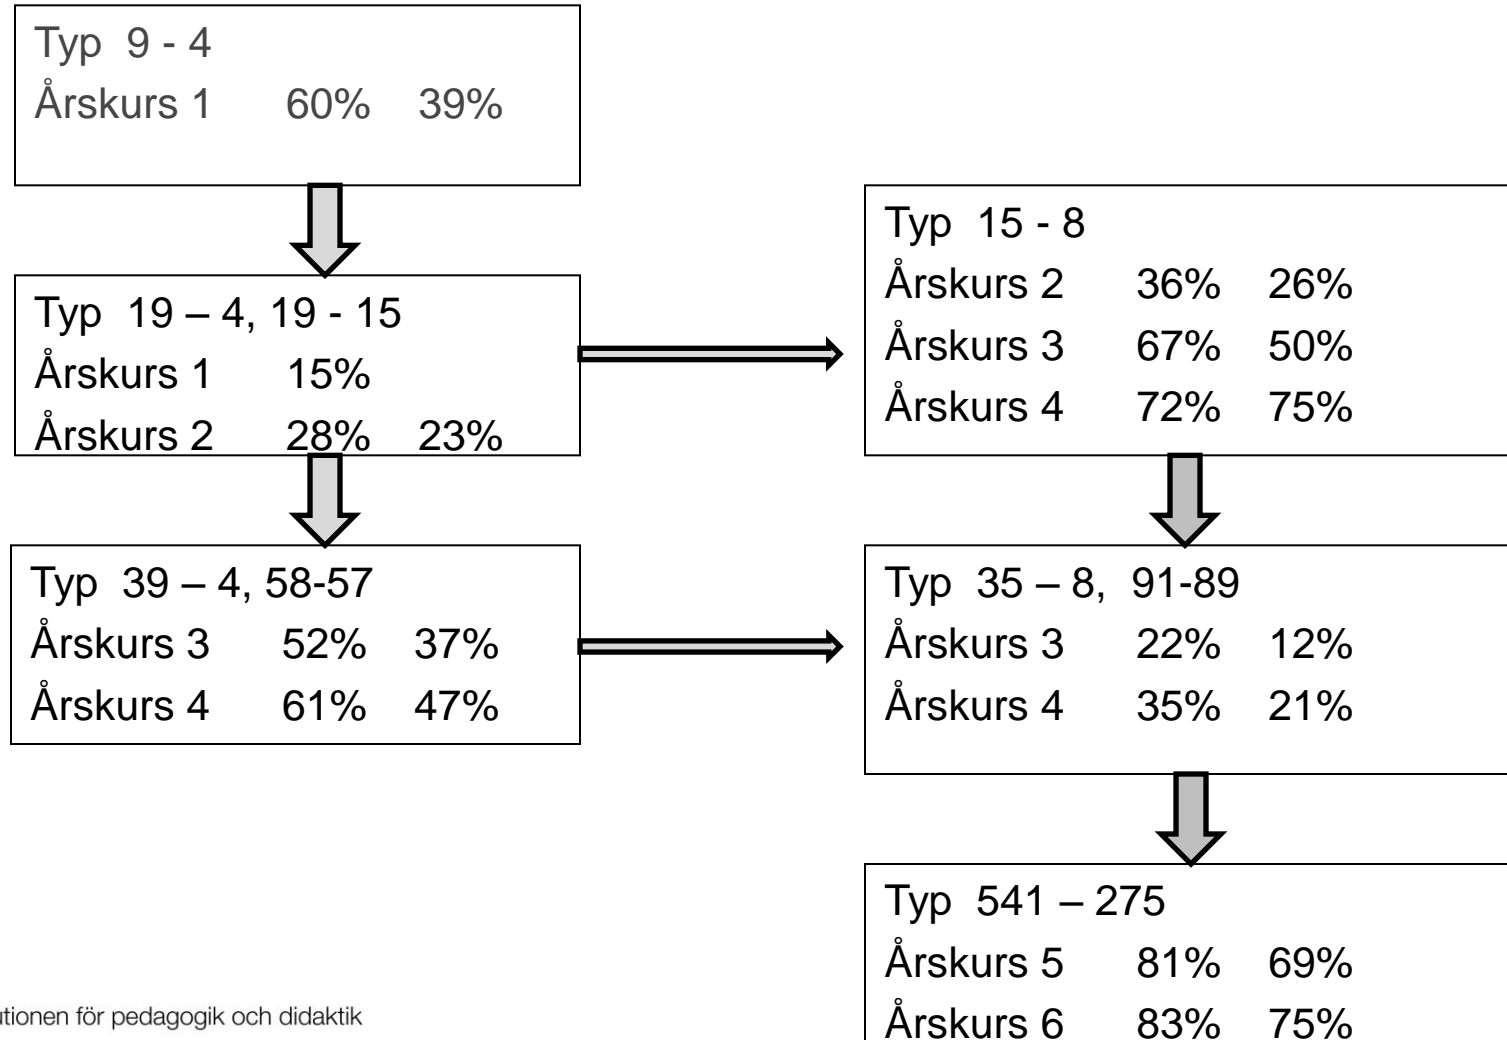 Typ 9 - 4
Årskurs 1 60% 39%
Typ 19 – 4, 19 - 15
Årskurs 1 15%
Årskurs 2 28% 23%
Typ 15 - 8
Årskurs 2 36% 26%
Årskurs 3 67% 50%
Årskurs 4 72% 75%
Typ 39 – 4, 58-57
Årskurs 3 52% 37%
Årskurs 4 61% 47%
Typ 35 – 8, 91-89
Årskurs 3 22% 12%
Årskurs 4 35% 21%
Typ 541 – 275
Årskurs 5 81% 69%
Årskurs 6 83% 75%
utionen för pedagogik och didaktik